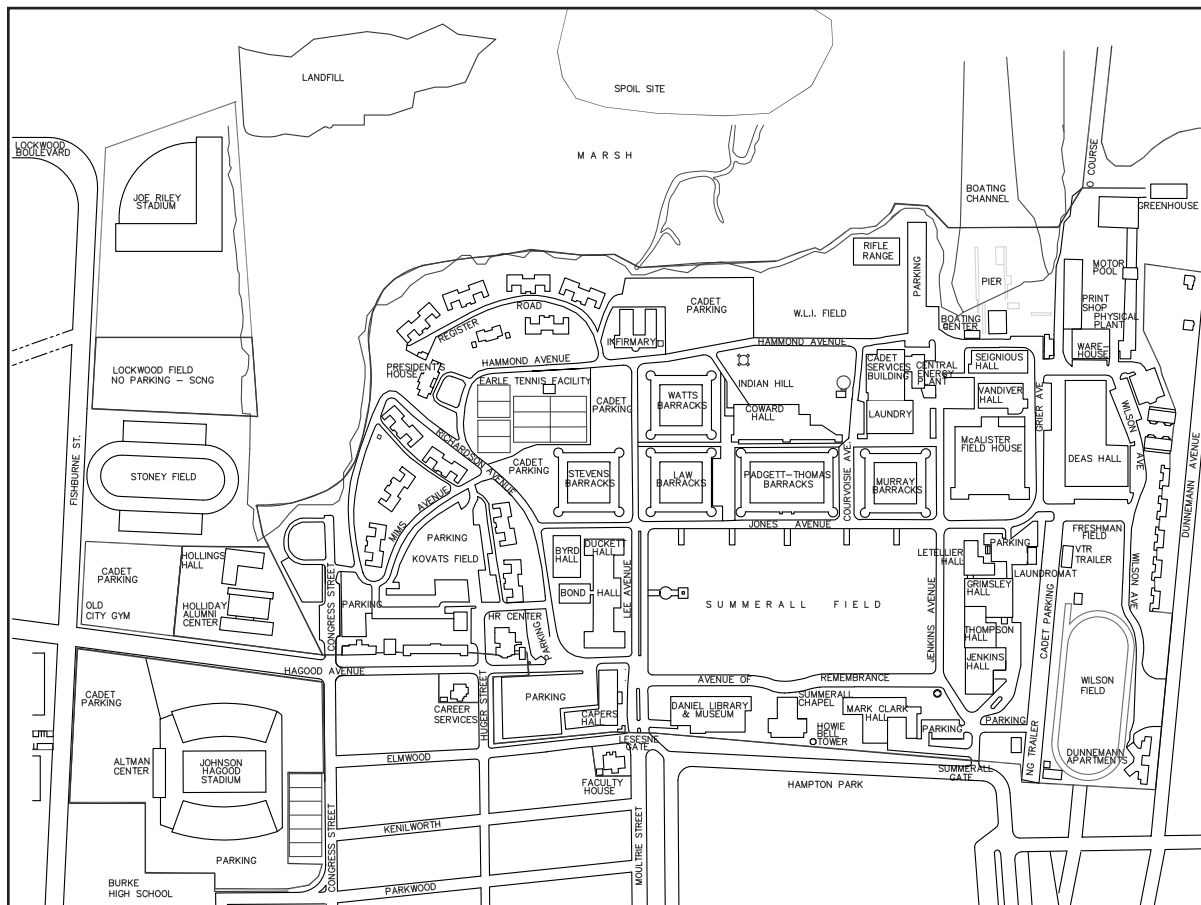 LANDFILL
SPOIL SITE
MARSH
LOCKWOOD
BOULEVARD
JOE RILEY
STADIUM
BOATING
CHANNEL
O COURSE
GREENHOUSE
RIFLE
RANGE
PARKING
PIER
MOTOR
POOL
PRINT
SHOP
PHYSICAL
PLANT
WARE-
HOUSE
ROAD
REGISTER
CADET
PARKING
W.L.I. FIELD
BOATING
CENTER
INFIRMARY
HAMMOND AVENUE
HAMMOND AVENUE
PRESIDENT'S
HOUSE
LOCKWOOD FIELD
NO PARKING – SCNG
EARLE TENNIS FACILITY
CADET
PARKING
WATTS
BARRACKS
INDIAN HILL
COWARD
HALL
CADET
SERVICES
BUILDING
CENTRAL
ENERGY
PLANT
LAUNDRY
SEIGNIOUS
HALL
VANDIVER
HALL
GRIER AVE
WILSON AVE
DUNNEMANN AVENUE
RICHARDSON AVENUE
McALISTER
FIELD HOUSE
DEAS HALL
FISHBURNE ST.
STONEY FIELD
MIMS AVENUE
CADET
PARKING
STEVENS
BARRACKS
LAW
BARRACKS
PADGETT–THOMAS
BARRACKS
COURVOISIE AVE.
MURRAY
BARRACKS
JONES AVENUE
FRESHMAN
FIELD
PARKING
KOVATS FIELD
BYRD
HALL
DUCKETT
HALL
LETELLIER
HALL
PARKING
VTR
TRAILER
LAUNDROMAT
HOLLINGS
HALL
CADET
PARKING
OLD
CITY GYM
HOLLIDAY
ALUMNI
CENTER
CONGRESS STREET
PARKING
BOND HALL
LEE AVENUE
SUMMERALL FIELD
JENKINS AVENUE
GRIMSLEY
HALL
THOMPSON
HALL
JENKINS
HALL
CADET PARKING
WILSON AVE
HR CENTER
PARKING
HAGOOD AVENUE
HUGER STREET
AVENUE OF REMEMBRANCE
WILSON
FIELD
CADET
PARKING
CAREER
SERVICES
PARKING
CAPERS
HALL
DANIEL LIBRARY
& MUSEUM
SUMMERALL
CHAPEL
MARK CLARK
HALL
HOWIE
BELL
TOWER
PARKING
PARKING
LESESNE
GATE
ELMWOOD
FACULTY
HOUSE
HAMPTON PARK
SUMMERALL
GATE
NG TRAILER
DUNNEMANN
APARTMENTS
ALTMAN
CENTER
JOHNSON
HAGOOD
STADIUM
KENILWORTH
CONGRESS STREET
MOULTRIE STREET
PARKING
PARKWOOD
BURKE
HIGH SCHOOL